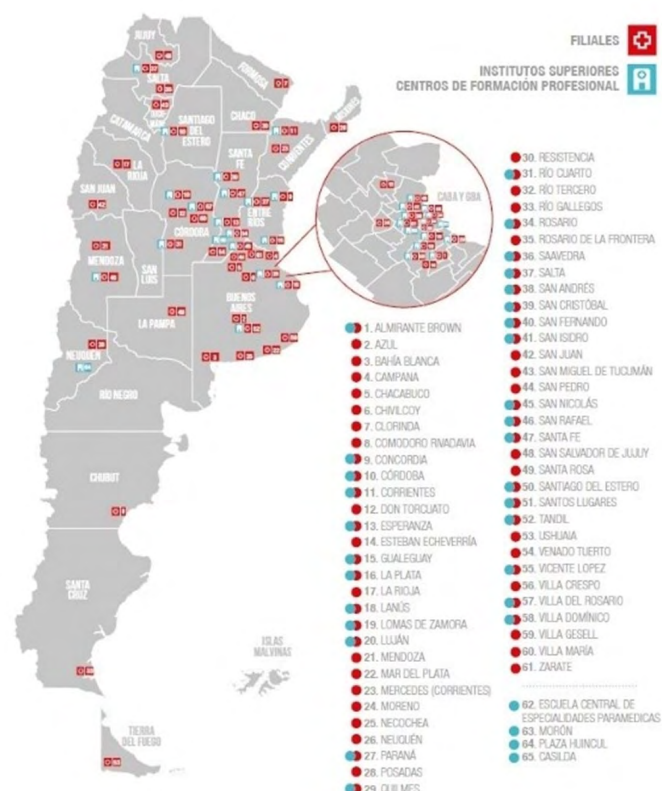 FILIALES
INSTITUTOS SUPERIORES
CENTROS DE FORMACIÓN PROFESIONAL
JUJUY
SALTA
FORMOSA
CHACO
MISIONES
CATAMARCA
SANTIAGO
DEL
ESTERO
CORRIENTES
SANTA
FE
LA
RIOJA
SAN JUAN
CÓRDOBA
ENTRE
RÍOS
CABA Y GBA
MENDOZA
SAN
LUIS
BUENOS
AIRES
LA PAMPA
NEUQUÉN
RÍO NEGRO
CHUBUT
SANTA
CRUZ
ISLAS
MALVINAS
TIERRA
DEL FUEGO
1. ALMIRANTE BROWN
2. AZUL
3. BAHÍA BLANCA
4. CAMPANA
5. CHACABUCO
6. CHIVILCOY
7. CLORINDA
8. COMODORO RIVADAVIA
9. CONCORDIA
10. CÓRDOBA
11. CORRIENTES
12. DON TORCUATO
13. ESPERANZA
14. ESTEBAN ECHEVERRÍA
15. GUALEGUAY
16. LA PLATA
17. LA RIOJA
18. LANÚS
19. LOMAS DE ZAMORA
20. LUJÁN
21. MENDOZA
22. MAR DEL PLATA
23. MERCEDES (CORRIENTES)
24. MORENO
25. NECOCHEA
26. NEUQUÉN
27. PARANÁ
28. POSADAS
29. QUILMES
30. RESISTENCIA
31. RÍO CUARTO
32. RÍO TERCERO
33. RÍO GALLEGOS
34. ROSARIO
35. ROSARIO DE LA FRONTERA
36. SAAVEDRA
37. SALTA
38. SAN ANDRÉS
39. SAN CRISTÓBAL
40. SAN FERNANDO
41. SAN ISIDRO
42. SAN JUAN
43. SAN MIGUEL DE TUCUMÁN
44. SAN PEDRO
45. SAN NICOLÁS
46. SAN RAFAEL
47. SANTA FE
48. SAN SALVADOR DE JUJUY
49. SANTA ROSA
50. SANTIAGO DEL ESTERO
51. SANTOS LUGARES
52. TANDIL
53. USHUAIA
54. VENADO TUERTO
55. VICENTE LOPEZ
56. VILLA CRESPO
57. VILLA DEL ROSARIO
58. VILLA DOMÍNICO
59. VILLA GESELL
60. VILLA MARÍA
61. ZARATE
62. ESCUELA CENTRAL DE
ESPECIALIDADES PARAMEDICAS
63. MORÓN
64. PLAZA HUINCUL
65. CASILDA